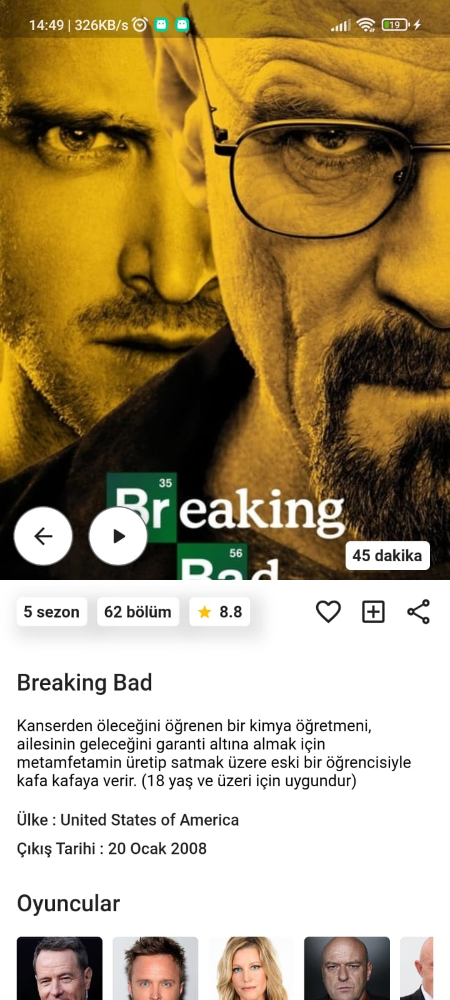 14:49 | 326KB/s
19
35
Breaking
56
Bad
45 dakika
5 sezon
62 bölüm
8.8
Breaking Bad
Kanserden öleceğini öğrenen bir kimya öğretmeni,
ailesinin geleceğini garanti altına almak için
metamfetamin üretip satmak üzere eski bir öğrencisiyle
kafa kafaya verir. (18 yaş ve üzeri için uygundur)
Ülke : United States of America
Çıkış Tarihi : 20 Ocak 2008
Oyuncular